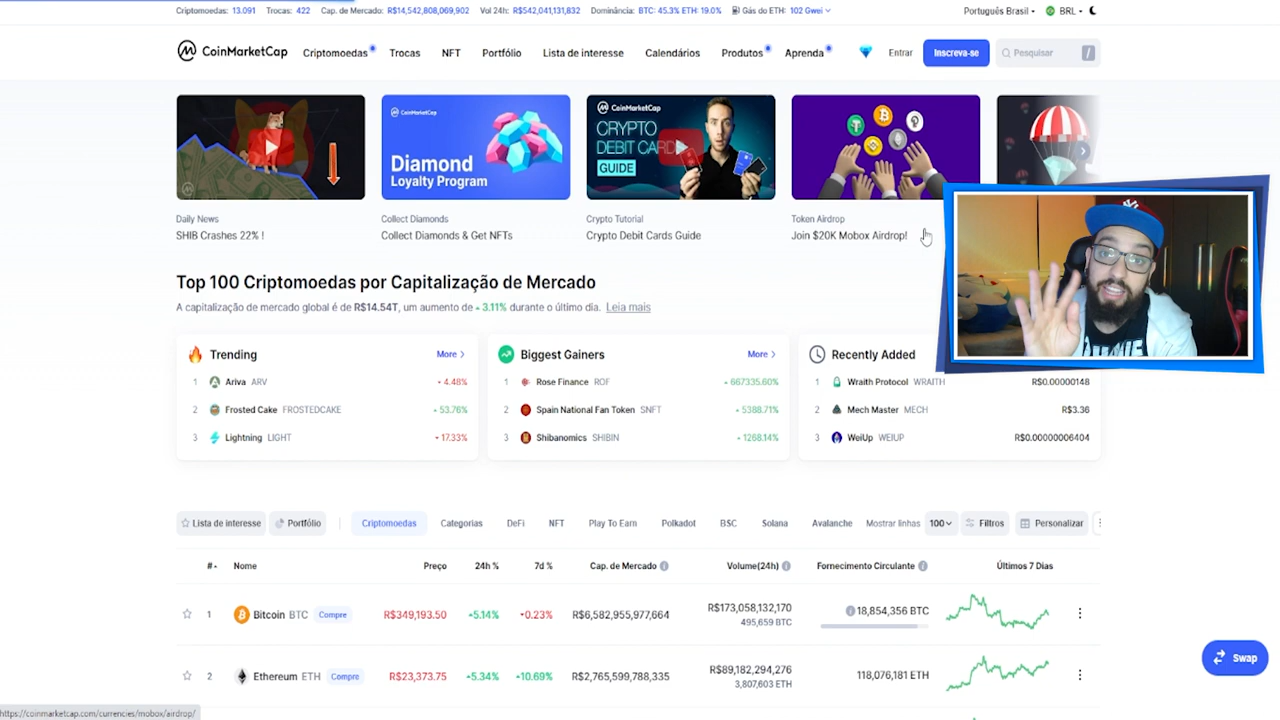 Criptomoedas: 13.091 Trocas: 422 Cap. de Mercado: R$14,542,808,069,902 Vol 24h: R$542,041,131,832 Dominância: BTC: 45.3% ETH: 19.0% Gás do ETH: 102 Gwei Português Brasil BRL
CoinMarketCap Criptomoedas Trocas NFT Portfólio Lista de interesse Calendários Produtos Aprenda Entrar Inscreva-se Pesquisar /
CoinMarketCap
Diamond
Loyalty Program
CoinMarketCap
CRYPTO
DEBIT CARD
GUIDE
Daily News Collect Diamonds Crypto Tutorial Token Airdrop
SHIB Crashes 22% ! Collect Diamonds & Get NFTs Crypto Debit Cards Guide Join $20K Mobox Airdrop!
Top 100 Criptomoedas por Capitalização de Mercado
A capitalização de mercado global é de R$14.54T, um aumento de 3.11% durante o último dia. Leia mais
Trending More Biggest Gainers More Recently Added
1 Ariva ARV 4.48% 1 Rose Finance ROF 667335.60% 1 Wraith Protocol WRAITH R$0.00000148
2 Frosted Cake FROSTEDCAKE 53.76% 2 Spain National Fan Token SNFT 5388.71% 2 Mech Master MECH R$3.36
3 Lightning LIGHT 17.33% 3 Shibanomics SHIBIN 1268.14% 3 WeiUp WEIUP R$0.00000006404
Lista de interesse Portfólio Criptomoedas Categorias DeFi NFT Play To Earn Polkadot BSC Solana Avalanche Mostrar linhas 100 Filtros Personalizar
# Nome Preço 24h % 7d % Cap. de Mercado Volume(24h) Fornecimento Circulante Últimos 7 Dias
1 Bitcoin BTC Compre R$349,193.50 5.14% 0.23% R$6,582,955,977,664 R$173,058,132,170 18,854,356 BTC
495,659 BTC
2 Ethereum ETH Compre R$23,373.75 5.34% 10.69% R$2,765,599,788,335 R$89,182,294,276 118,076,181 ETH
3,807,603 ETH
Swap
https://coinmarketcap.com/currencies/mobox/airdrop/